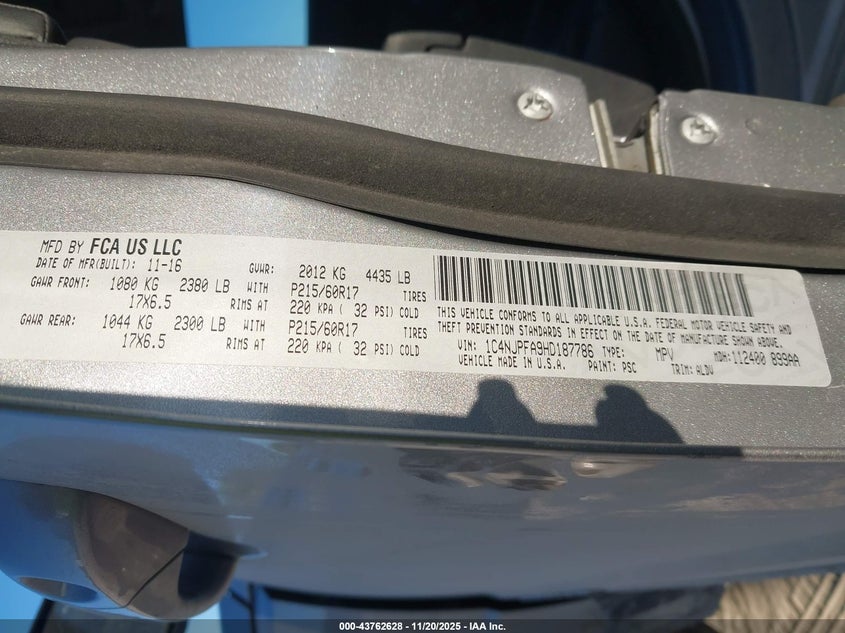 MFD BY FCA US LLC
DATE OF MFR(BUILT): 11-16 GVWR: 2012 KG 4435 LB
GAWR FRONT: 1080 KG 2380 LB WITH P215/60R17 TIRES
17X6.5 RIMS AT 220 KPA ( 32 PSI) COLD
GAWR REAR: 1044 KG 2300 LB WITH P215/60R17 TIRES
17X6.5 RIMS AT 220 KPA ( 32 PSI) COLD
THIS VEHICLE CONFORMS TO ALL APPLICABLE U.S.A. FEDERAL MOTOR VEHICLE SAFETY AND
THEFT PREVENTION STANDARDS IN EFFECT ON THE DATE OF MANUFACTURE SHOWN ABOVE.
VIN: 1C4NJPFA9HD187786 TYPE: MPV MDH: 112400 899AA
VEHICLE MADE IN U.S.A. PAINT: PSC TRIM: ALDV
000-43762628 - 11/20/2025 - IAA Inc.